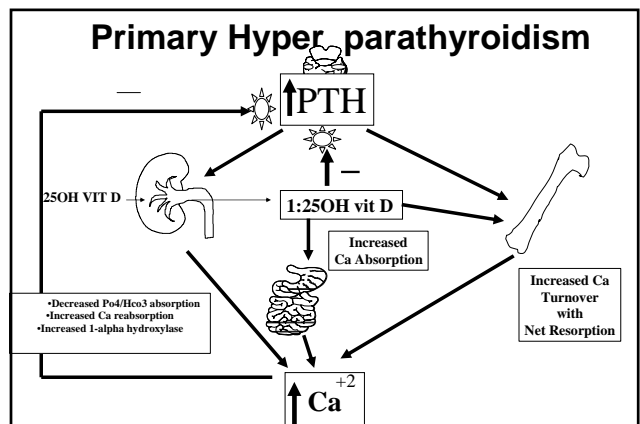 Primary Hyper parathyroidism
—
↑PTH
—
25OH VIT D
1:25OH vit D
Increased
Ca Absorption
•Decreased Po4/Hco3 absorption
•Increased Ca reabsorption
•Increased 1-alpha hydroxylase
Increased Ca
Turnover
with
Net Resorption
↑ Ca +2